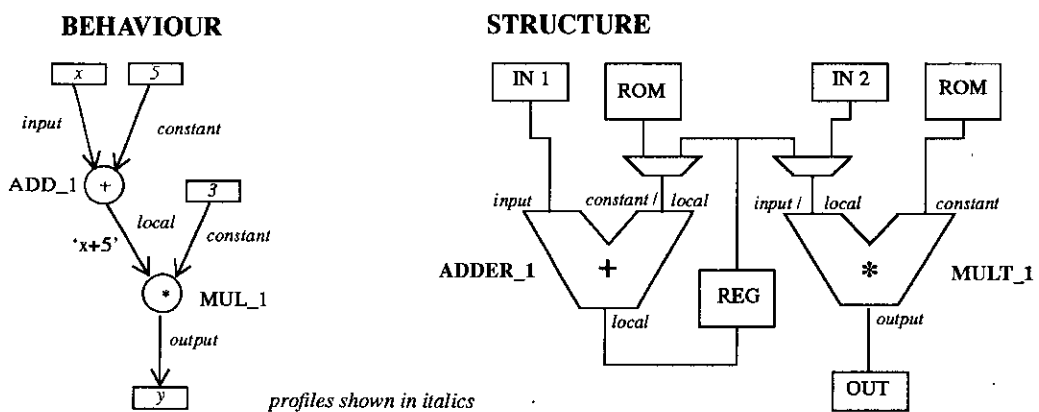 BEHAVIOUR
STRUCTURE
x
5
input
constant
ADD_1
+
3
local
constant
'x+5'
*
MUL_1
output
y
profiles shown in italics
IN 1
ROM
IN 2
ROM
input
constant /
local
input /
local
constant
ADDER_1
+
REG
*
MULT_1
local
output
OUT